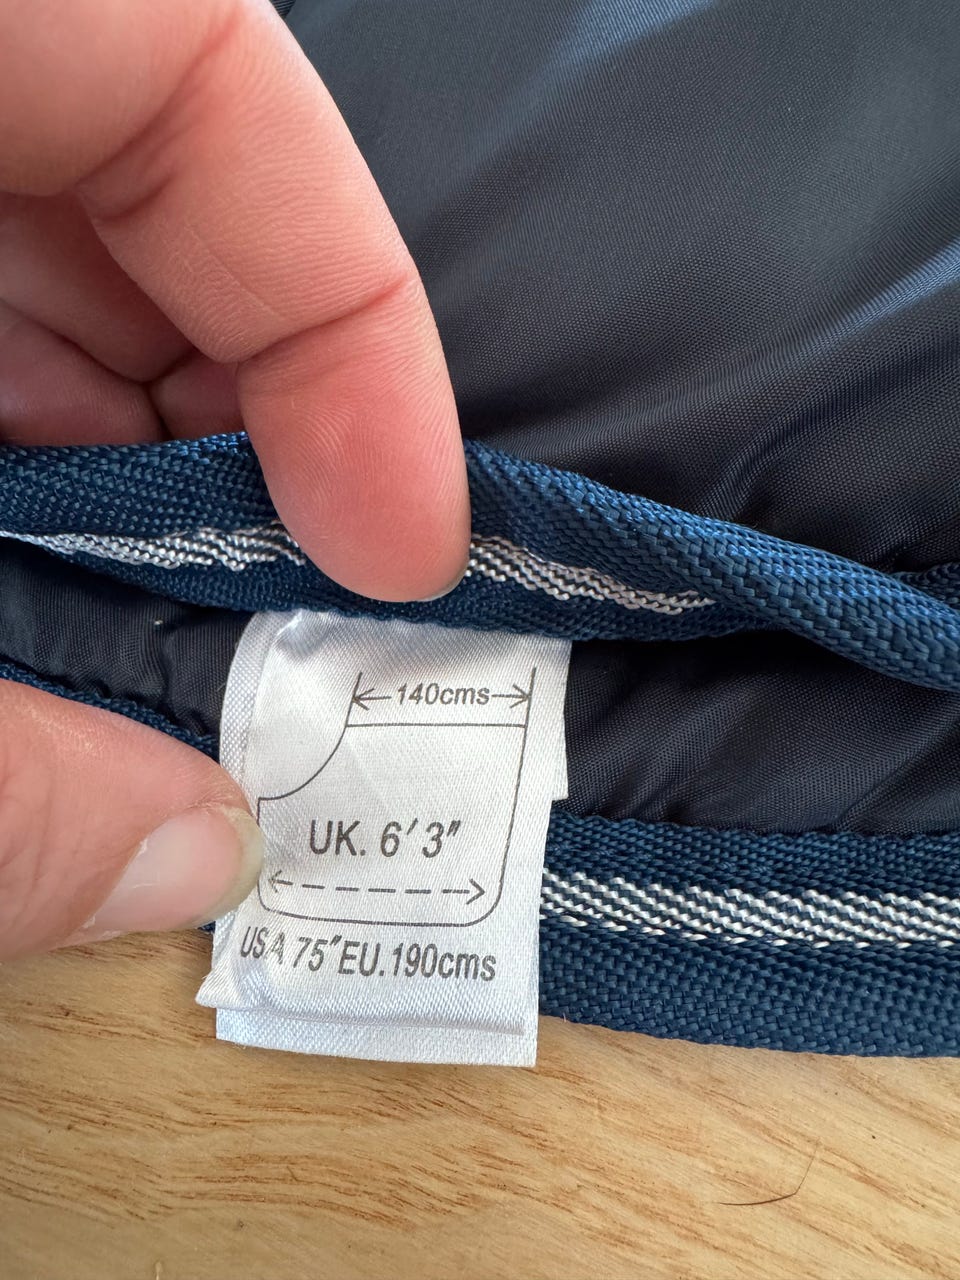 140cms
UK. 6' 3"
USA 75" EU.190cms